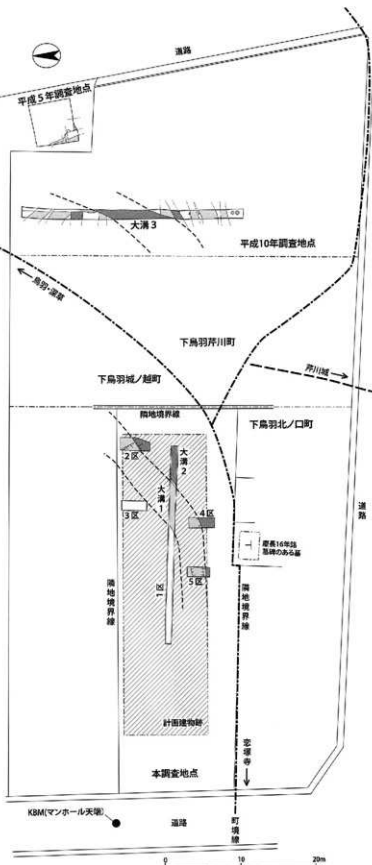 道路
平成5年調査地点
大溝3
平成10年調査地点
鳥羽・深草
下鳥羽芹川町
芹川城
下鳥羽城ノ越町
隣地境界線
下鳥羽北ノ口町
2区
大溝2
大溝1
3区
4区
慶長16年銘
墓碑のある墓
道路
5区
1区
隣地境界線
隣地境界線
計画建物跡
恋塚寺
本調査地点
KBM(マンホール天端)
道路
町境線
0 10 20m